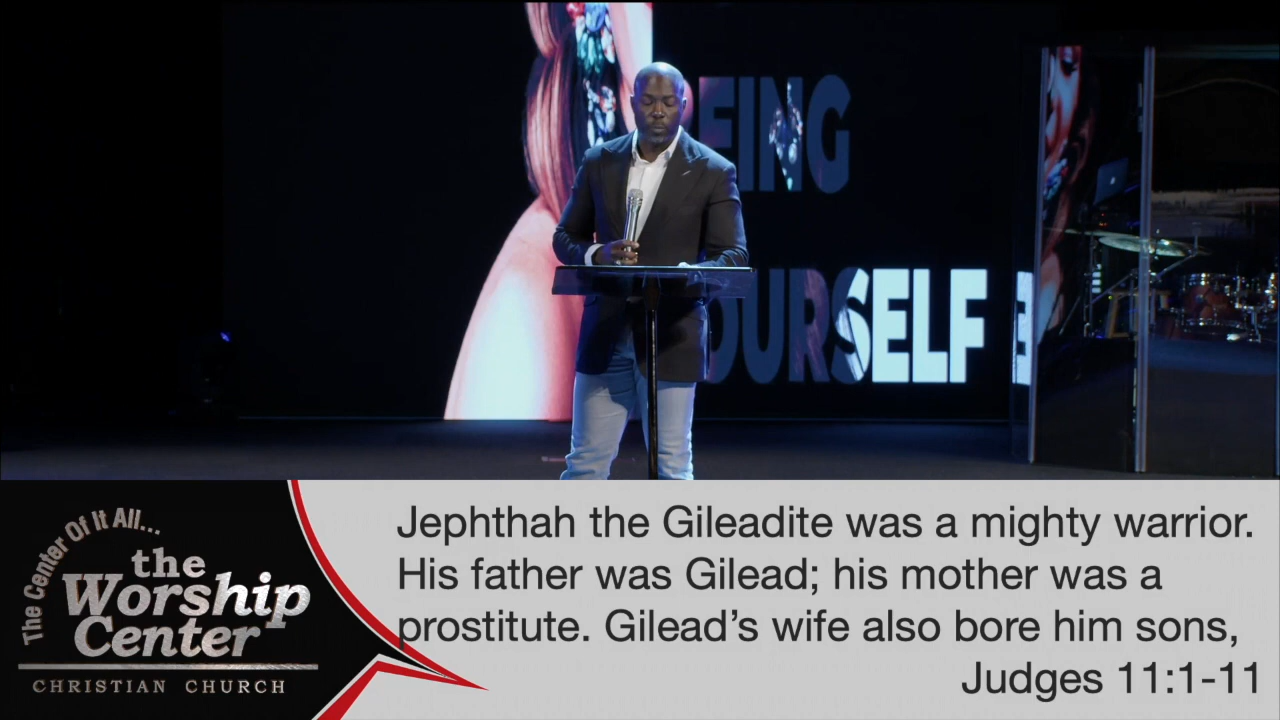 EING
OURSELF
The Center Of It All...
the
Worship
Center
CHRISTIAN CHURCH
Jephthah the Gileadite was a mighty warrior.
His father was Gilead; his mother was a
prostitute. Gilead’s wife also bore him sons,
Judges 11:1-11